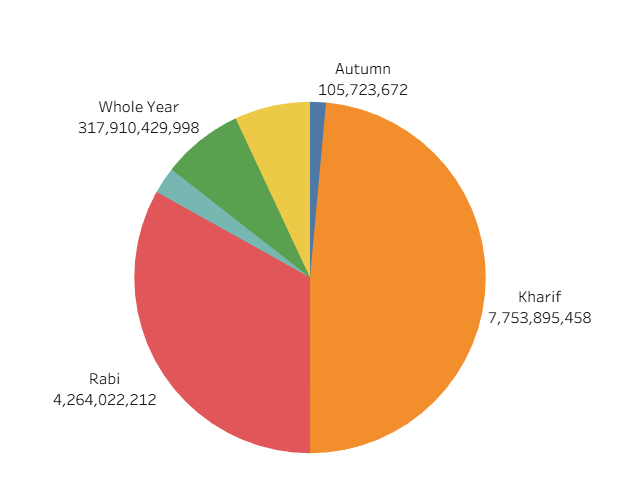 Autumn
105,723,672
Whole Year
317,910,429,998
Kharif
7,753,895,458
Rabi
4,264,022,212